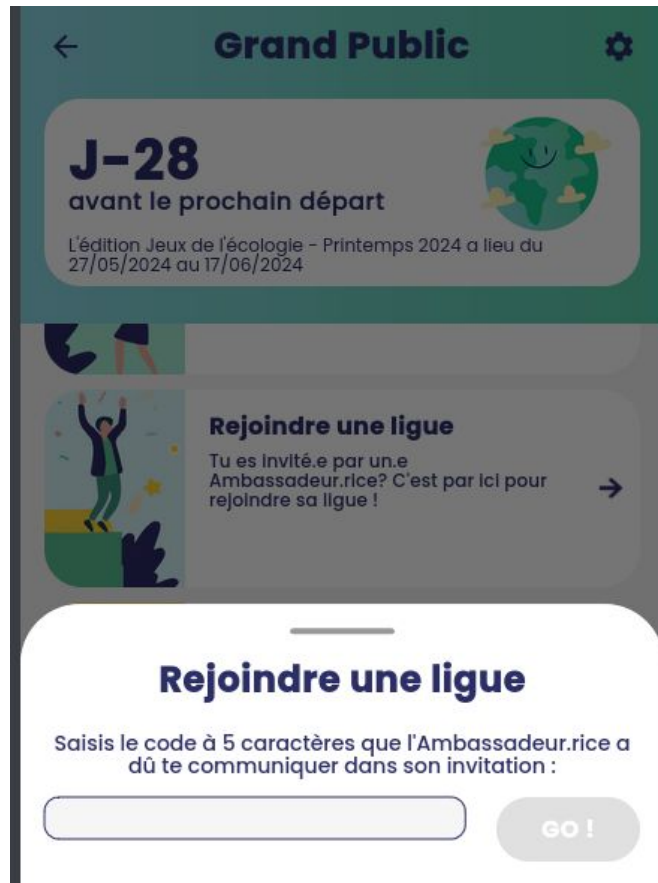 Grand Public
J-28
avant le prochain départ
L'édition Jeux de l'écologie - Printemps 2024 a lieu du
27/05/2024 au 17/06/2024
Rejoindre une ligue
Tu es invité.e par un.e
Ambassadeur.rice? C'est par ici pour
rejoindre sa ligue !
Rejoindre une ligue
Saisis le code à 5 caractères que l'Ambassadeur.rice a
dû te communiquer dans son invitation :
GO !